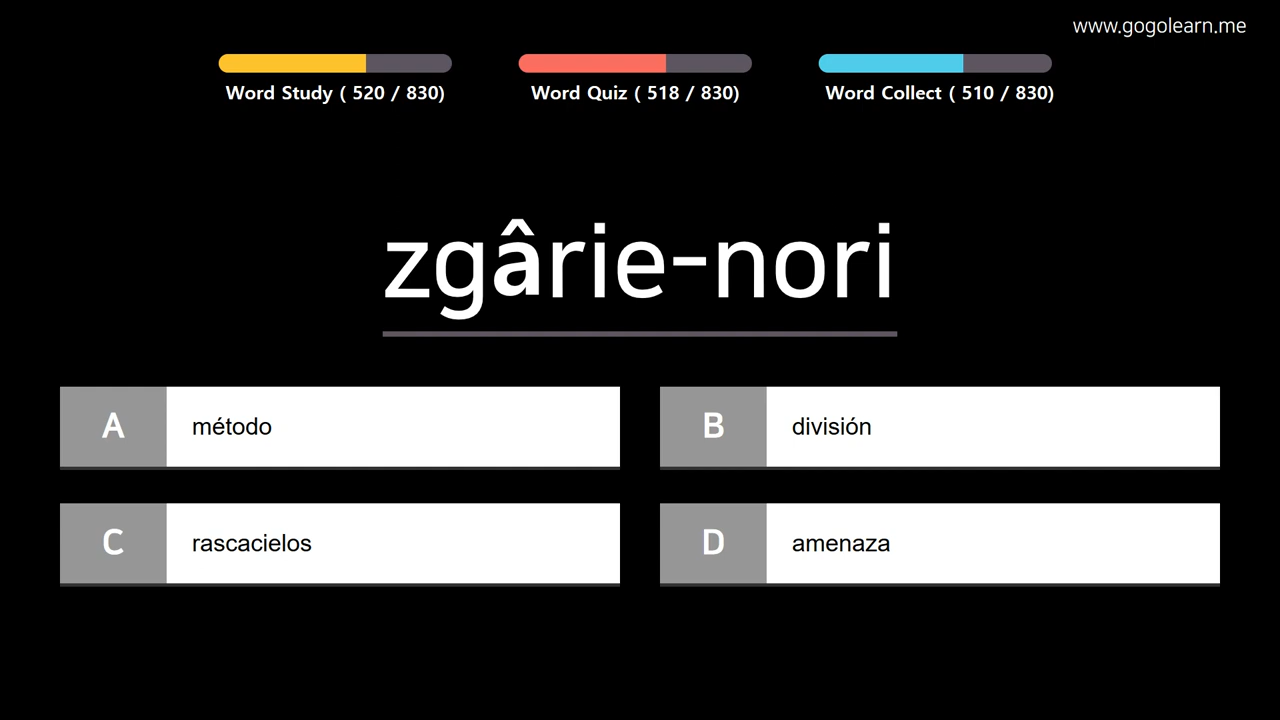 www.gogolearn.me
Word Study ( 520 / 830)
Word Quiz ( 518 / 830)
Word Collect ( 510 / 830)
zgârie-nori
A
método
B
división
C
rascacielos
D
amenaza